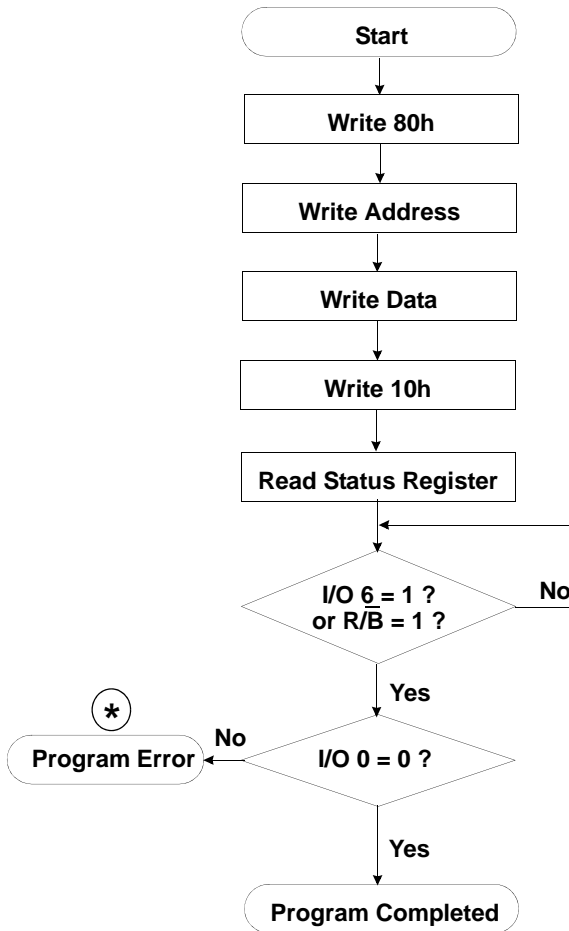 Start
Write 80h
Write Address
Write Data
Write 10h
Read Status Register
I/O 6 = 1 ?
or R/B̅ = 1 ?
No
Yes
*
No
Program Error
I/O 0 = 0 ?
Yes
Program Completed